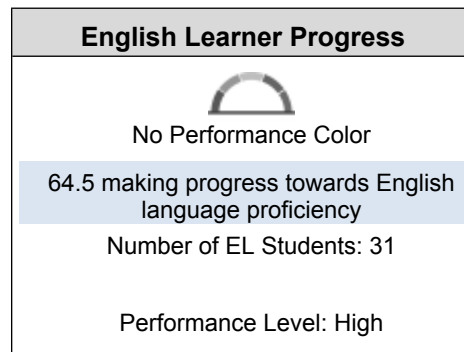 English Learner Progress
No Performance Color
64.5 making progress towards English
language proficiency
Number of EL Students: 31
Performance Level: High